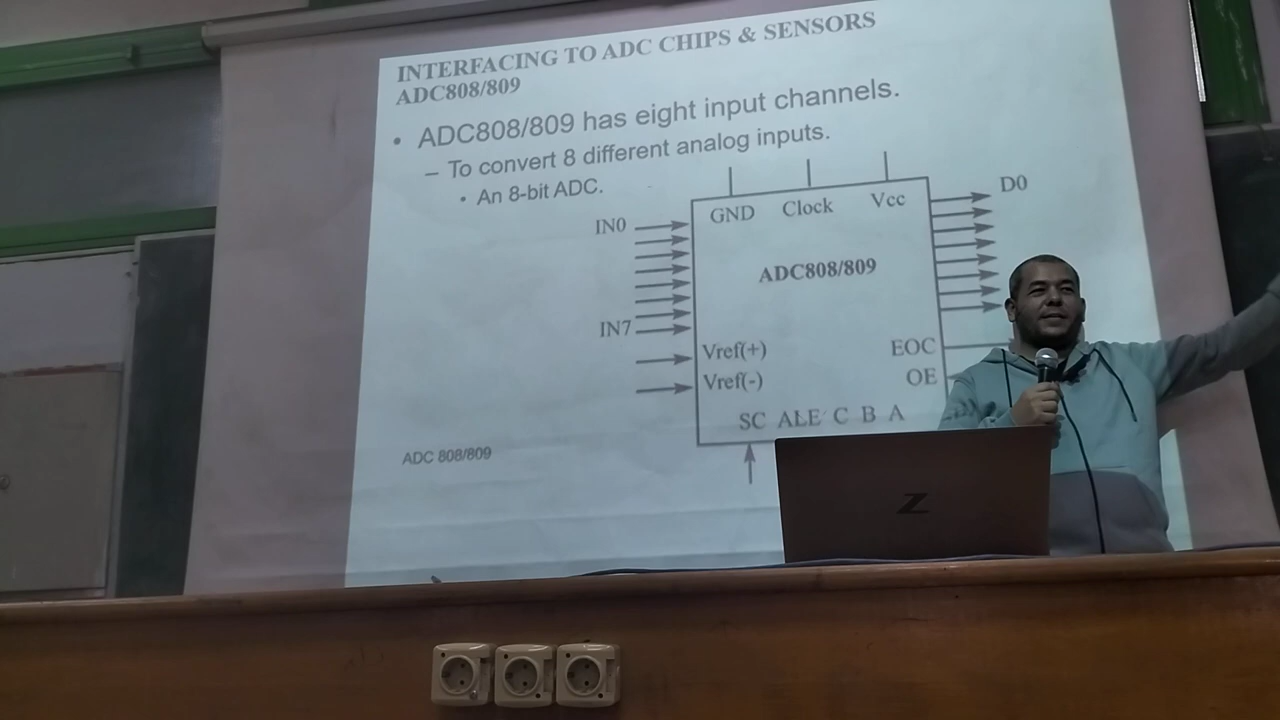 INTERFACING TO ADC CHIPS & SENSORS
ADC808/809
• ADC808/809 has eight input channels.
– To convert 8 different analog inputs.
• An 8-bit ADC.
GND Clock Vcc
D0
IN0
ADC808/809
IN7
Vref(+)
EOC
Vref(-)
OE
SC ALE C B A
ADC 808/809
Z